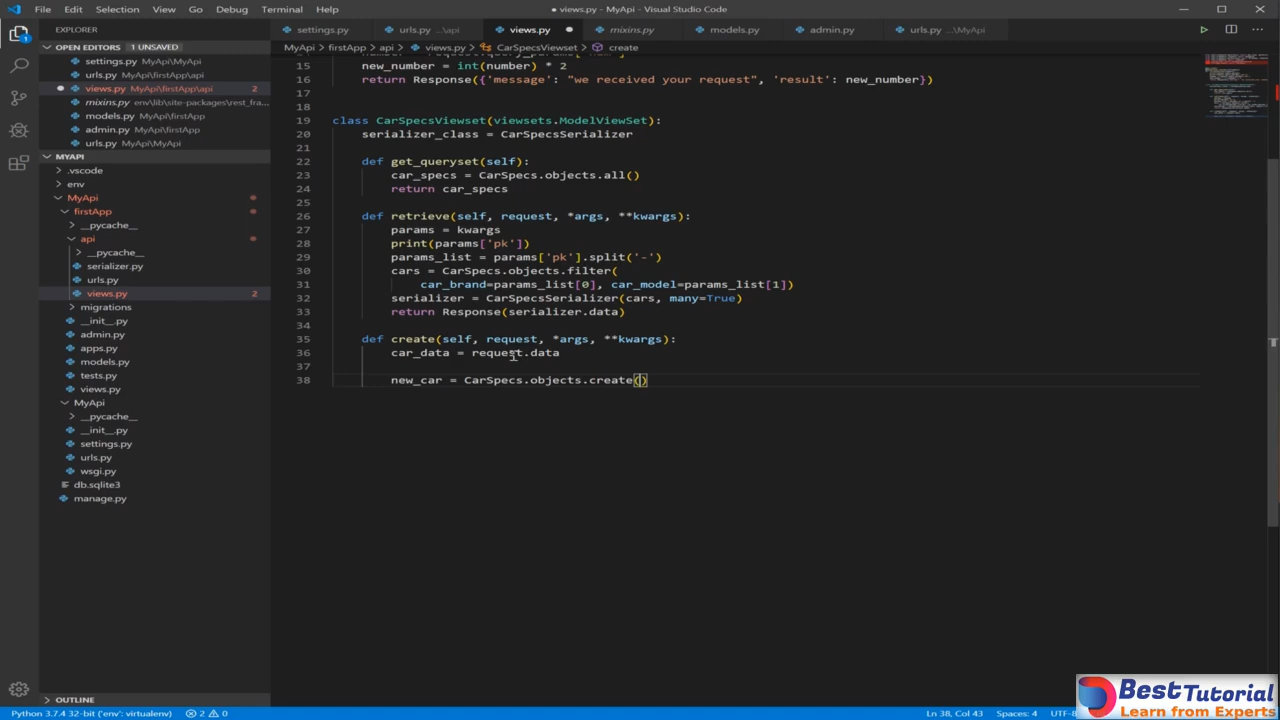 File Edit Selection View Go Debug Terminal Help
● views.py - MyApi - Visual Studio Code
EXPLORER
OPEN EDITORS 1 UNSAVED
settings.py MyApi\MyApi
urls.py MyApi\firstApp\api
views.py MyApi\firstApp\api 2
mixins.py env\lib\site-packages\rest_fra...
models.py MyApi\firstApp
admin.py MyApi\firstApp
urls.py MyApi\MyApi
MYAPI
.vscode
env
MyApi
firstApp
__pycache__
api
__pycache__
serializer.py
urls.py
views.py 2
migrations
__init__.py
admin.py
apps.py
models.py
tests.py
views.py
MyApi
__pycache__
__init__.py
settings.py
urls.py
wsgi.py
db.sqlite3
manage.py
OUTLINE
settings.py urls.py ...\api views.py mixins.py models.py admin.py urls.py ...\MyApi
MyApi > firstApp > api > views.py > CarSpecsViewset > create
15 new_number = int(number) * 2
16 return Response({'message': "we received your request", 'result': new_number})
17
18
19 class CarSpecsViewset(viewsets.ModelViewSet):
20 serializer_class = CarSpecsSerializer
21
22 def get_queryset(self):
23 car_specs = CarSpecs.objects.all()
24 return car_specs
25
26 def retrieve(self, request, *args, **kwargs):
27 params = kwargs
28 print(params['pk'])
29 params_list = params['pk'].split('-')
30 cars = CarSpecs.objects.filter(
31 car_brand=params_list[0], car_model=params_list[1])
32 serializer = CarSpecsSerializer(cars, many=True)
33 return Response(serializer.data)
34
35 def create(self, request, *args, **kwargs):
36 car_data = request.data
37
38 new_car = CarSpecs.objects.create()
Python 3.7.4 32-bit ('env': virtualenv) 2 0 Ln 38, Col 43 Spaces: 4 UTF-8
BestTutorial
Learn from Experts